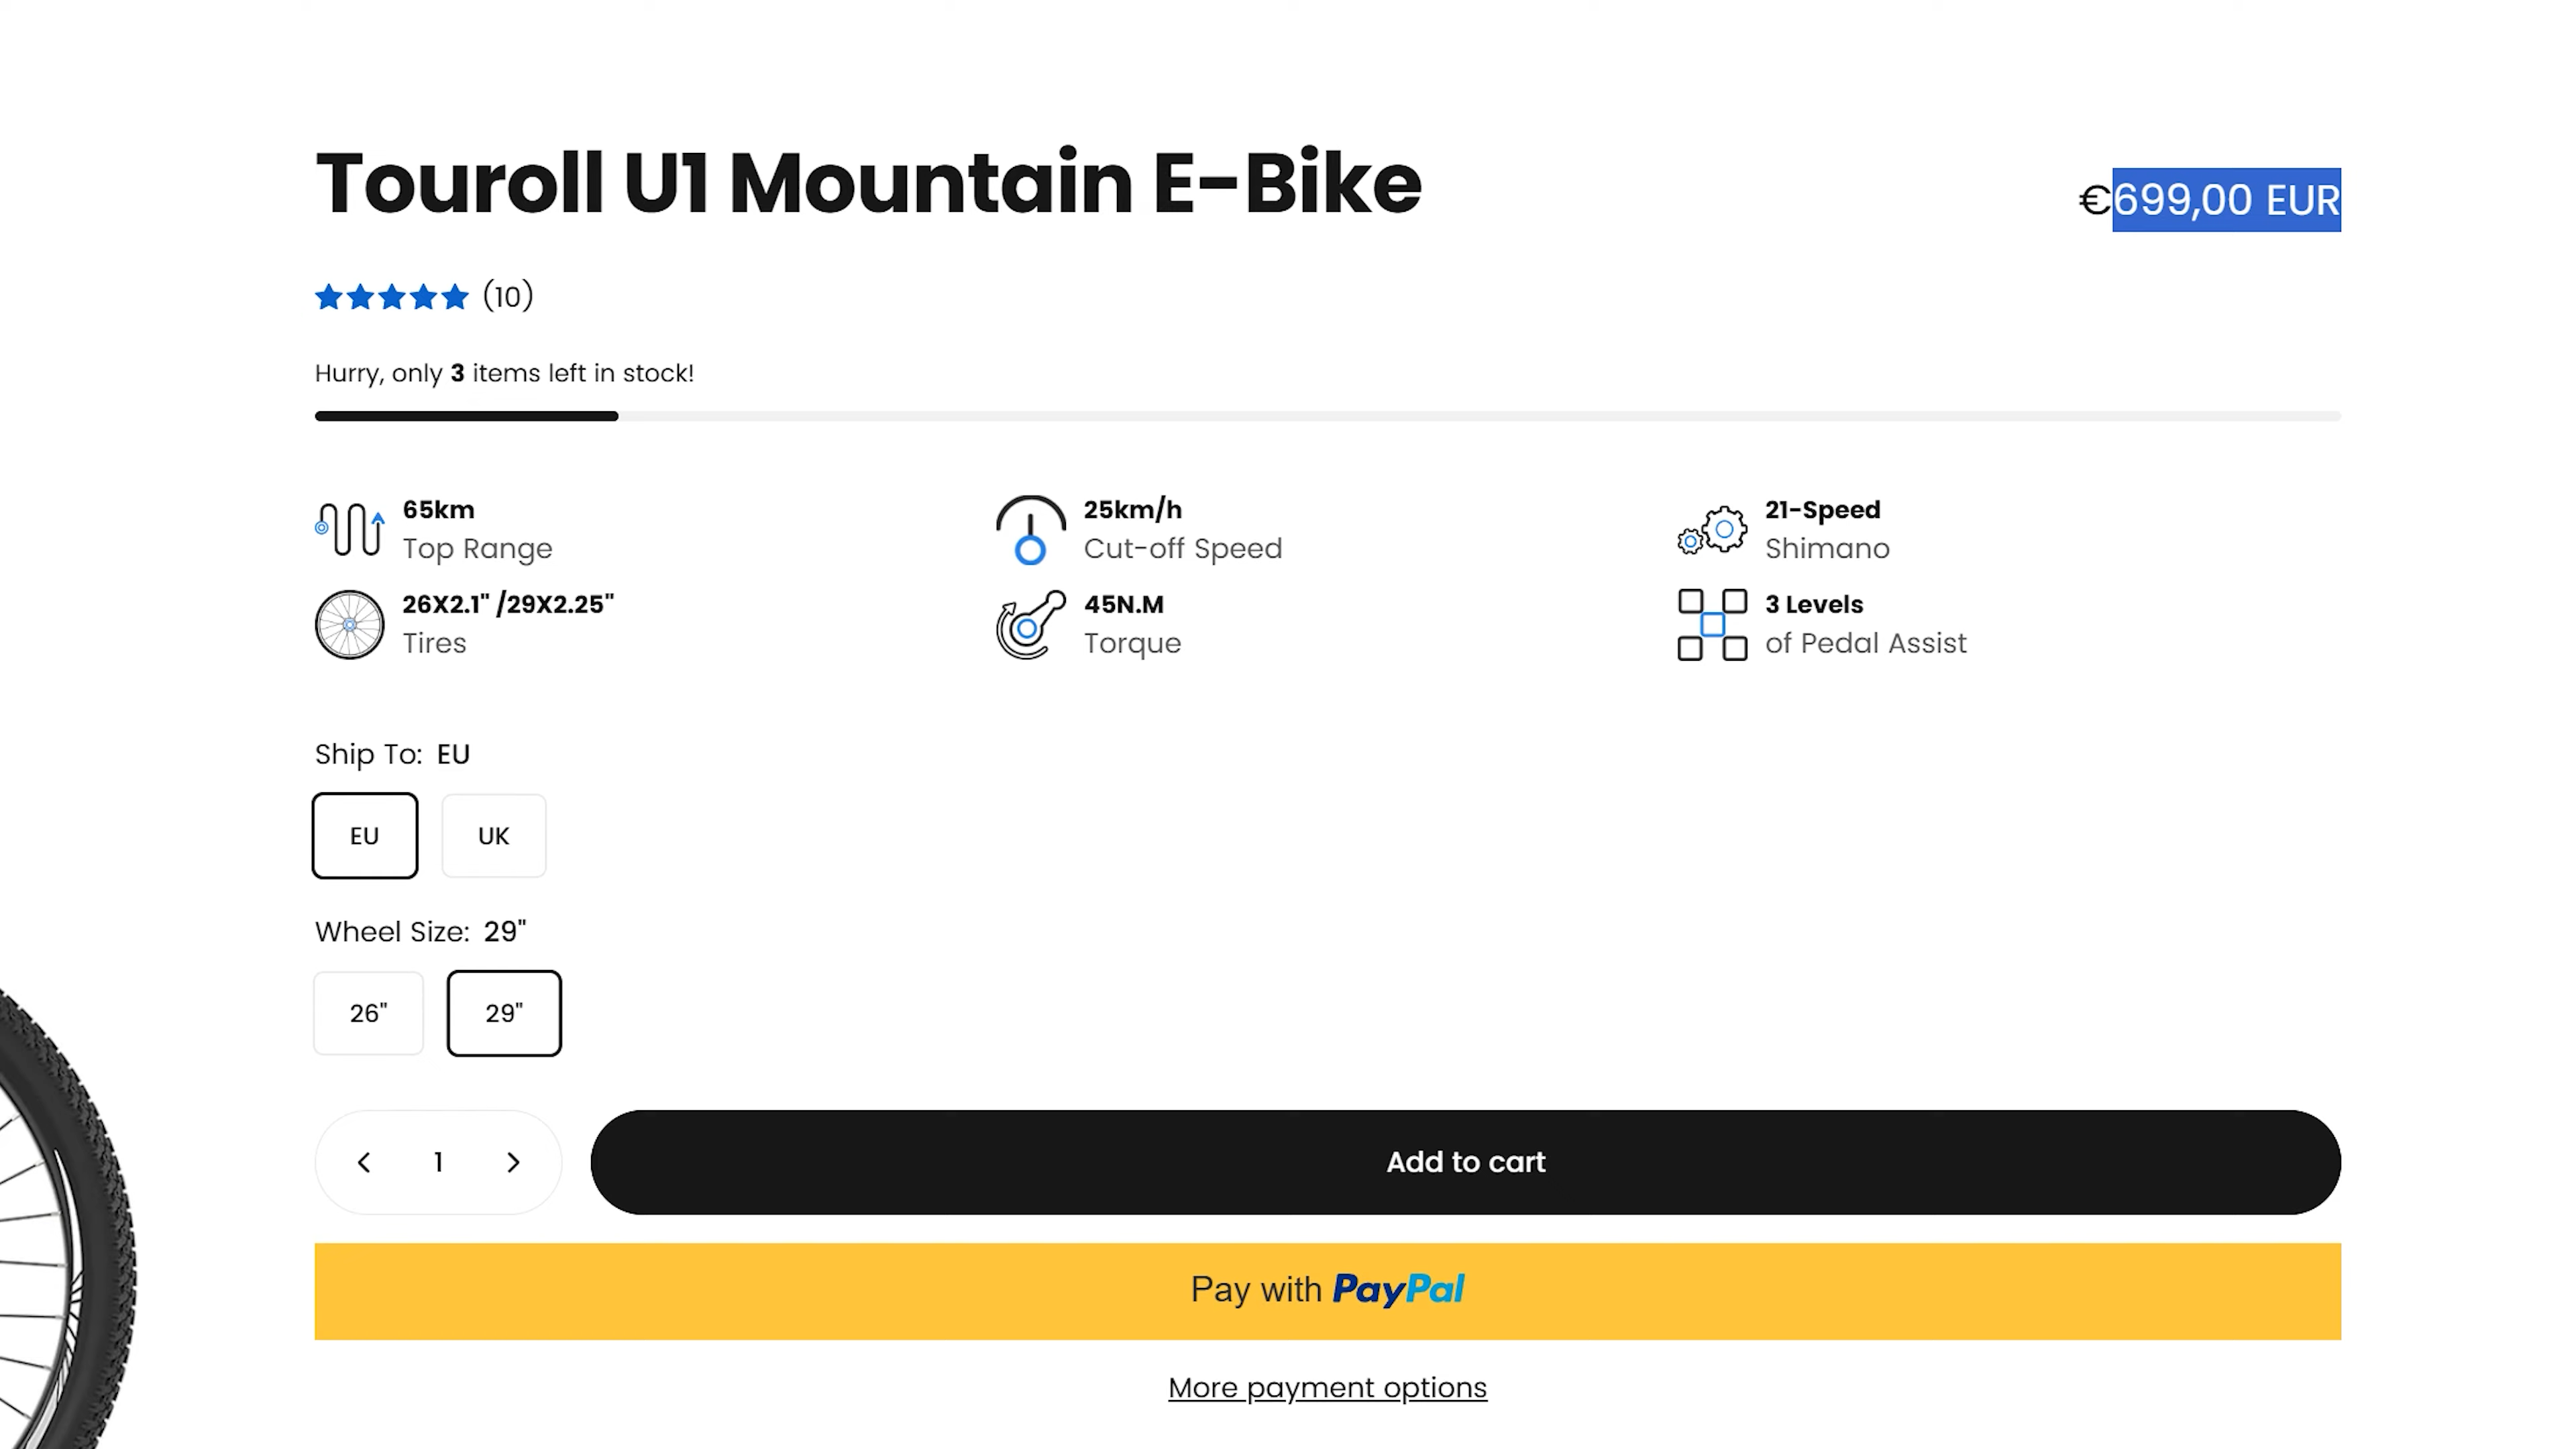 Touroll U1 Mountain E-Bike
€699,00 EUR
(10)
Hurry, only 3 items left in stock!
65km
Top Range
25km/h
Cut-off Speed
21-Speed
Shimano
26X2.1" /29X2.25"
Tires
45N.M
Torque
3 Levels
of Pedal Assist
Ship To: EU
EU
UK
Wheel Size: 29"
26"
29"
1
Add to cart
Pay with PayPal
More payment options